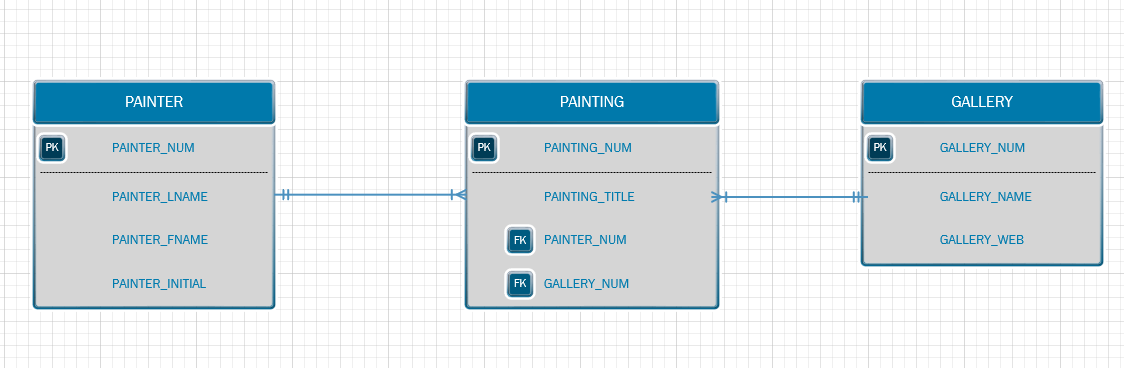 PAINTER
PK PAINTER_NUM
PAINTER_LNAME
PAINTER_FNAME
PAINTER_INITIAL
PAINTING
PK PAINTING_NUM
PAINTING_TITLE
FK PAINTER_NUM
FK GALLERY_NUM
GALLERY
PK GALLERY_NUM
GALLERY_NAME
GALLERY_WEB